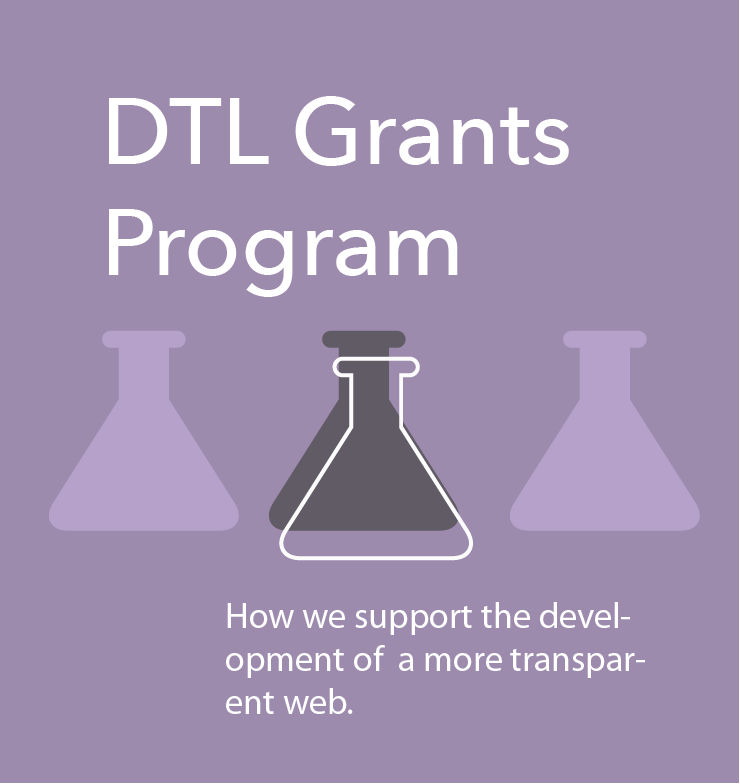 DTL Grants
Program
How we support the devel-
opment of  a more transpar-
ent web.